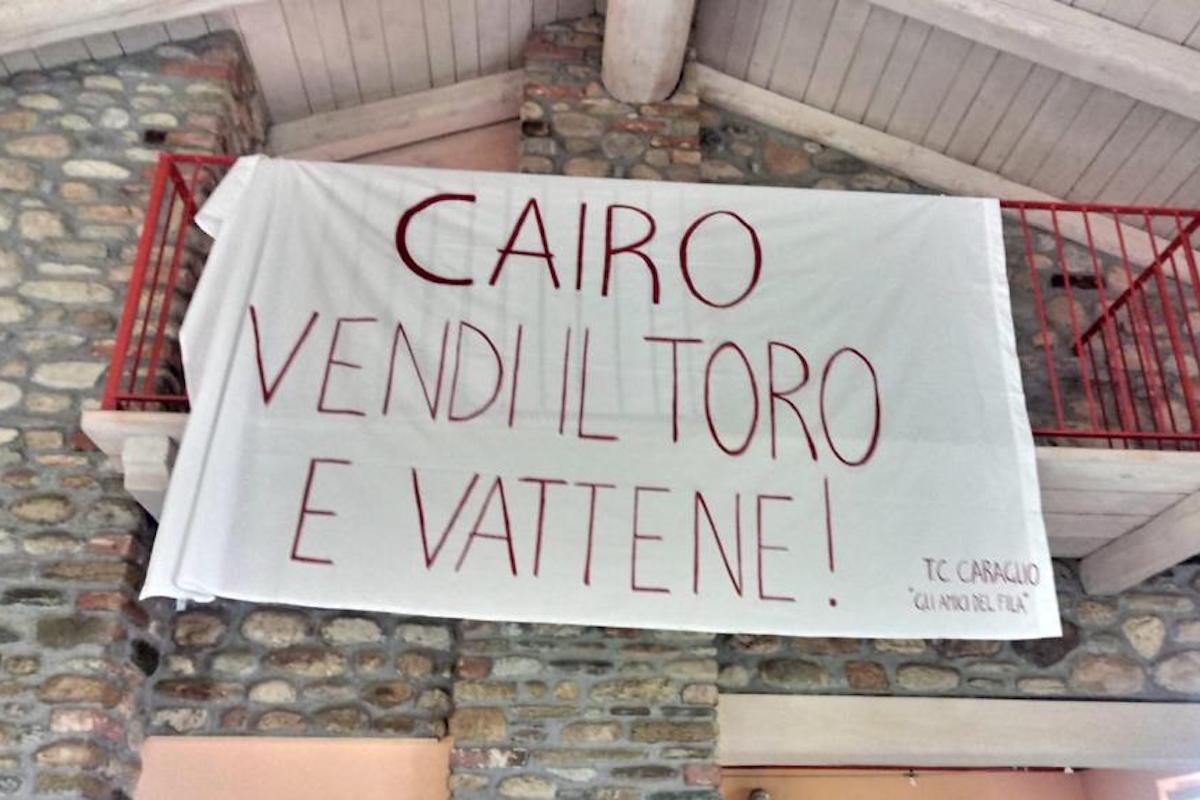 CAIRO
VENDI IL TORO
E VATTENE!
T.C. CARAGLIO
"GLI AMICI DEL FILA"